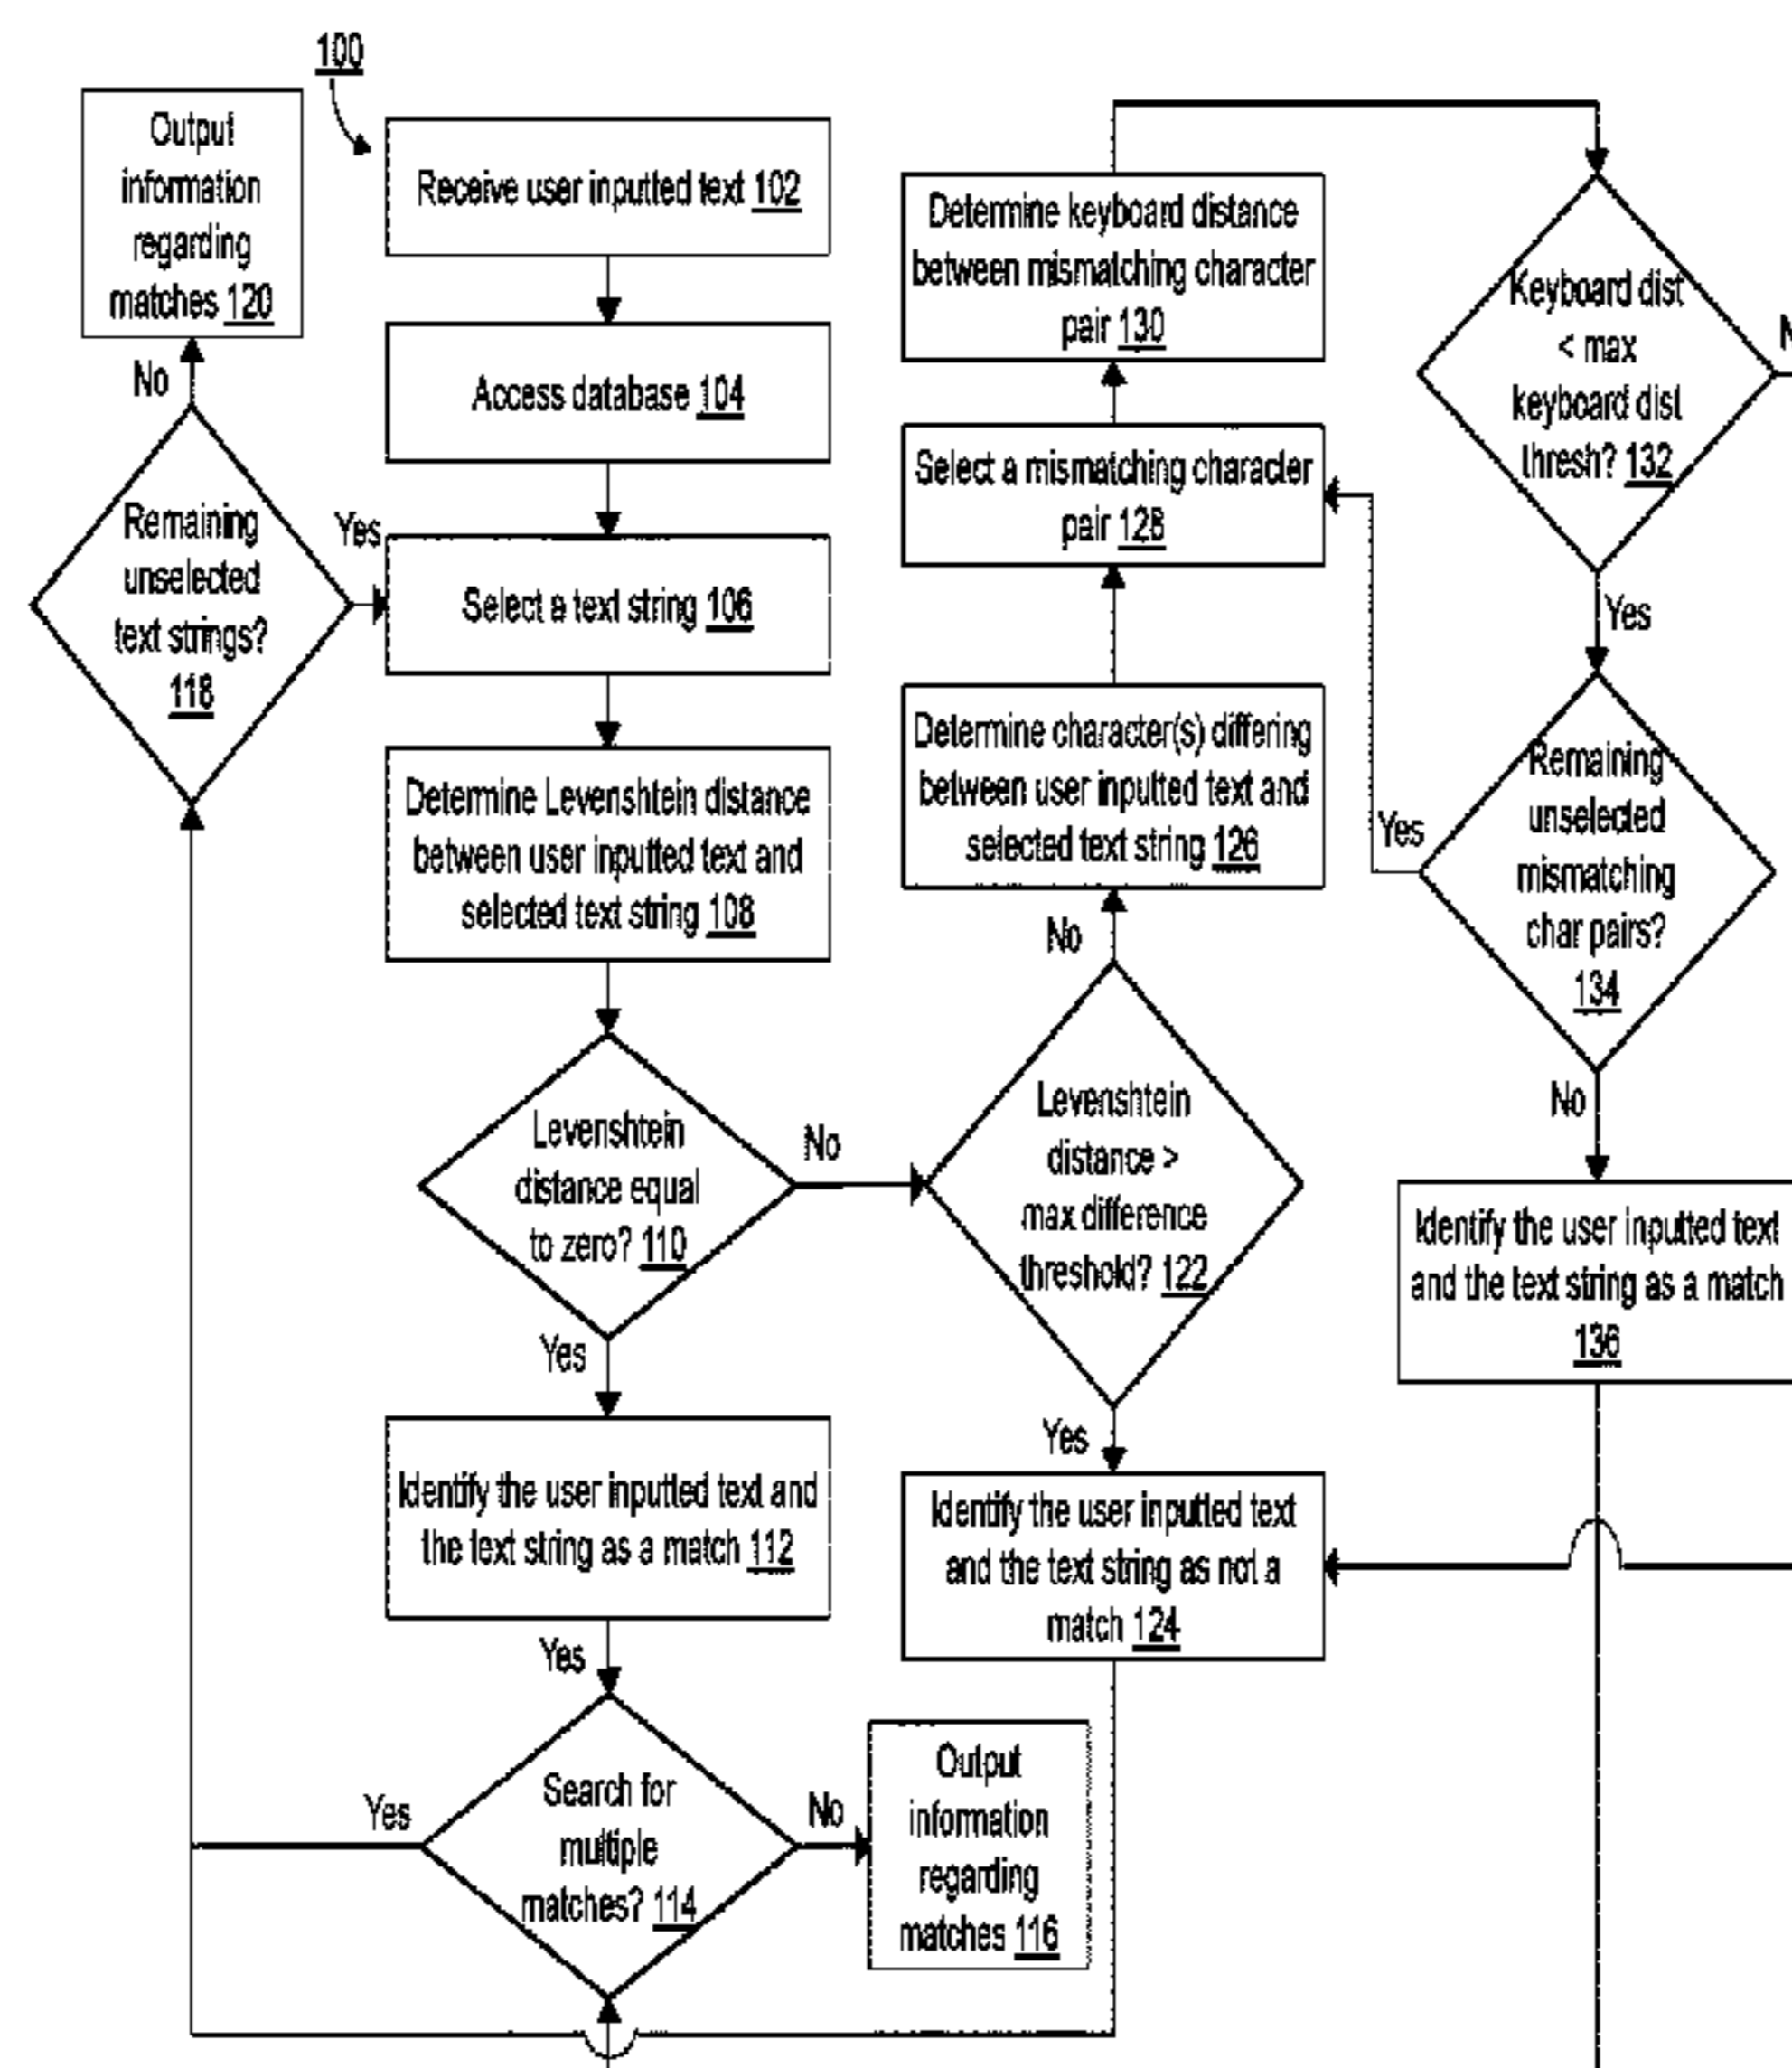 100
Output
information
regarding
matches 120
No
Remaining
unselected
text strings?
118
Yes
Receive user inputted text 102
Access database 104
Select a text string 106
Determine Levenshtein distance
between user inputted text and
selected text string 108
Levenshtein
distance equal
to zero? 110
No
Yes
Identify the user inputted text and
the text string as a match 112
Yes
Search for
multiple
matches? 114
Yes
No
Output
information
regarding
matches 116
Levenshtein
distance >
max difference
threshold? 122
No
Yes
Identify the user inputted text
and the text string as not a
match 124
Determine character(s) differing
between user inputted text and
selected text string 126
Select a mismatching character
pair 128
Determine keyboard distance
between mismatching character
pair 130
Keyboard dist
< max
keyboard dist
thresh? 132
N
Yes
Remaining
unselected
mismatching
char pairs?
134
Yes
No
Identify the user inputted text
and the text string as a match
136